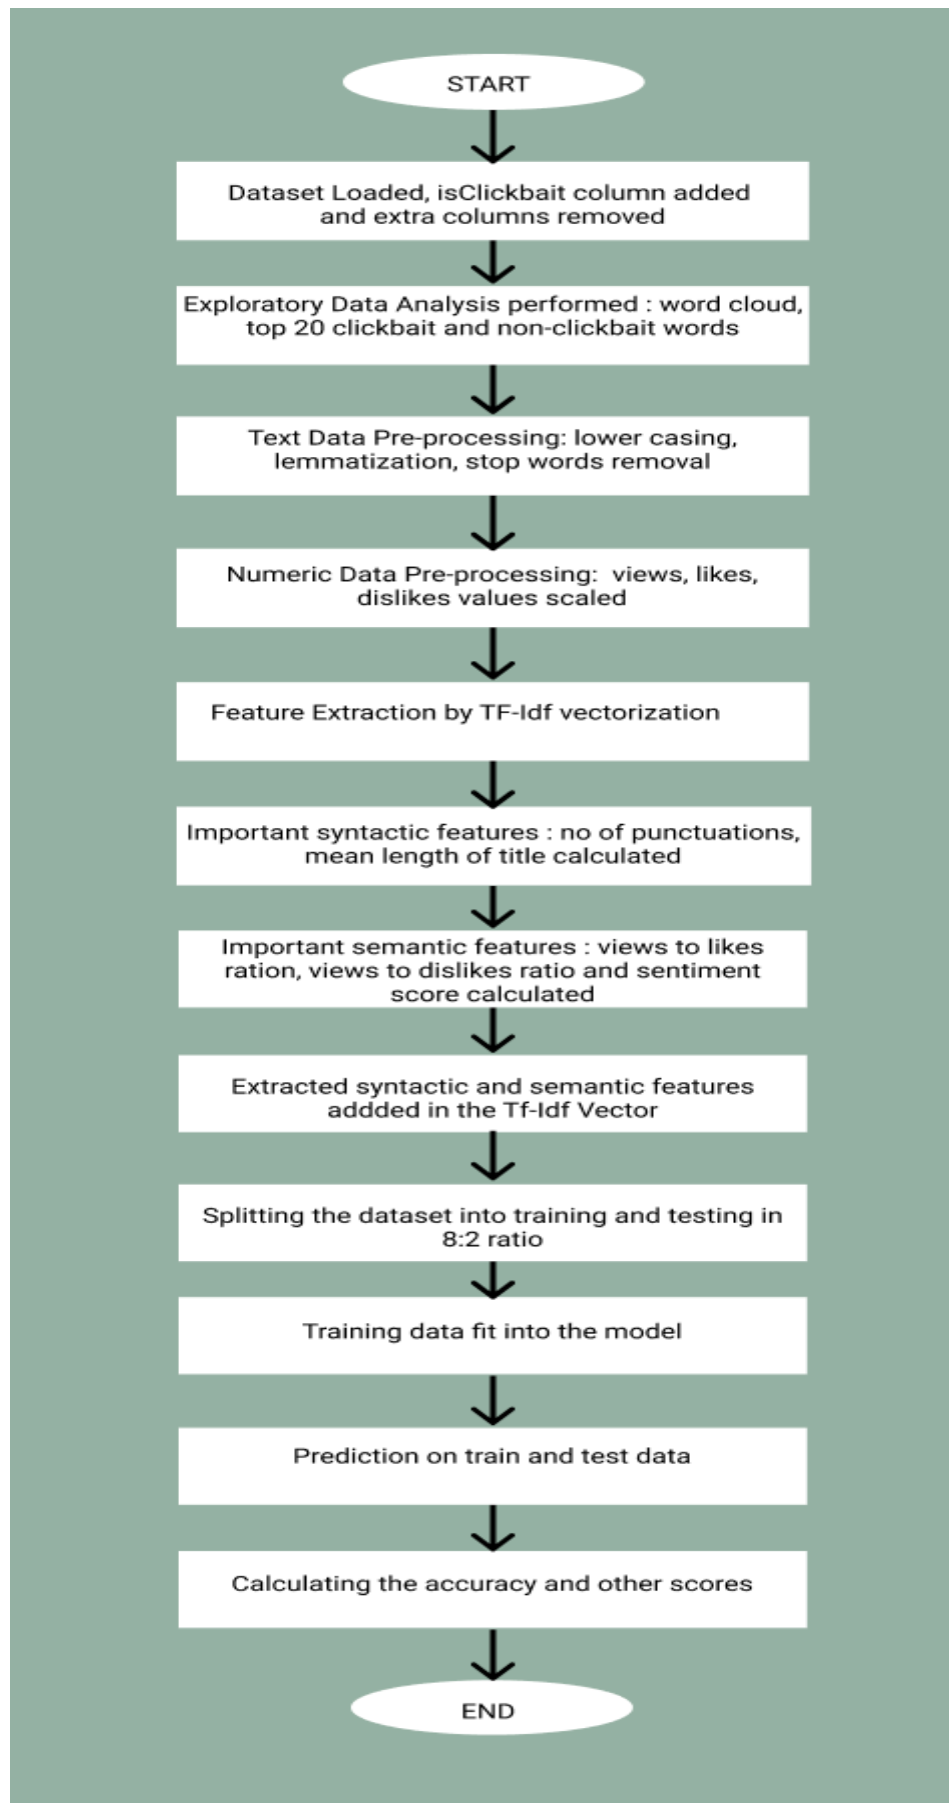 START
Dataset Loaded, isClickbait column added
and extra columns removed
Exploratory Data Analysis performed : word cloud,
top 20 clickbait and non-clickbait words
Text Data Pre-processing: lower casing,
lemmatization, stop words removal
Numeric Data Pre-processing:  views, likes,
dislikes values scaled
Feature Extraction by TF-Idf vectorization
Important syntactic features : no of punctuations,
mean length of title calculated
Important semantic features : views to likes
ration, views to dislikes ratio and sentiment
score calculated
Extracted syntactic and semantic features
addded in the Tf-Idf Vector
Splitting the dataset into training and testing in
8:2 ratio
Training data fit into the model
Prediction on train and test data
Calculating the accuracy and other scores
END